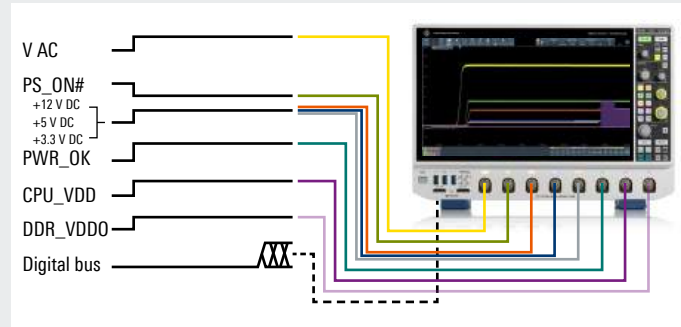 V AC
PS_ON#
+12 V DC
+5 V DC
+3.3 V DC
PWR_OK
CPU_VDD
DDR_VDDO
Digital bus